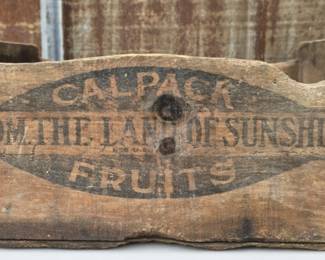 CALPACK
OM THE LAND OF SUNSHI
FRUITS